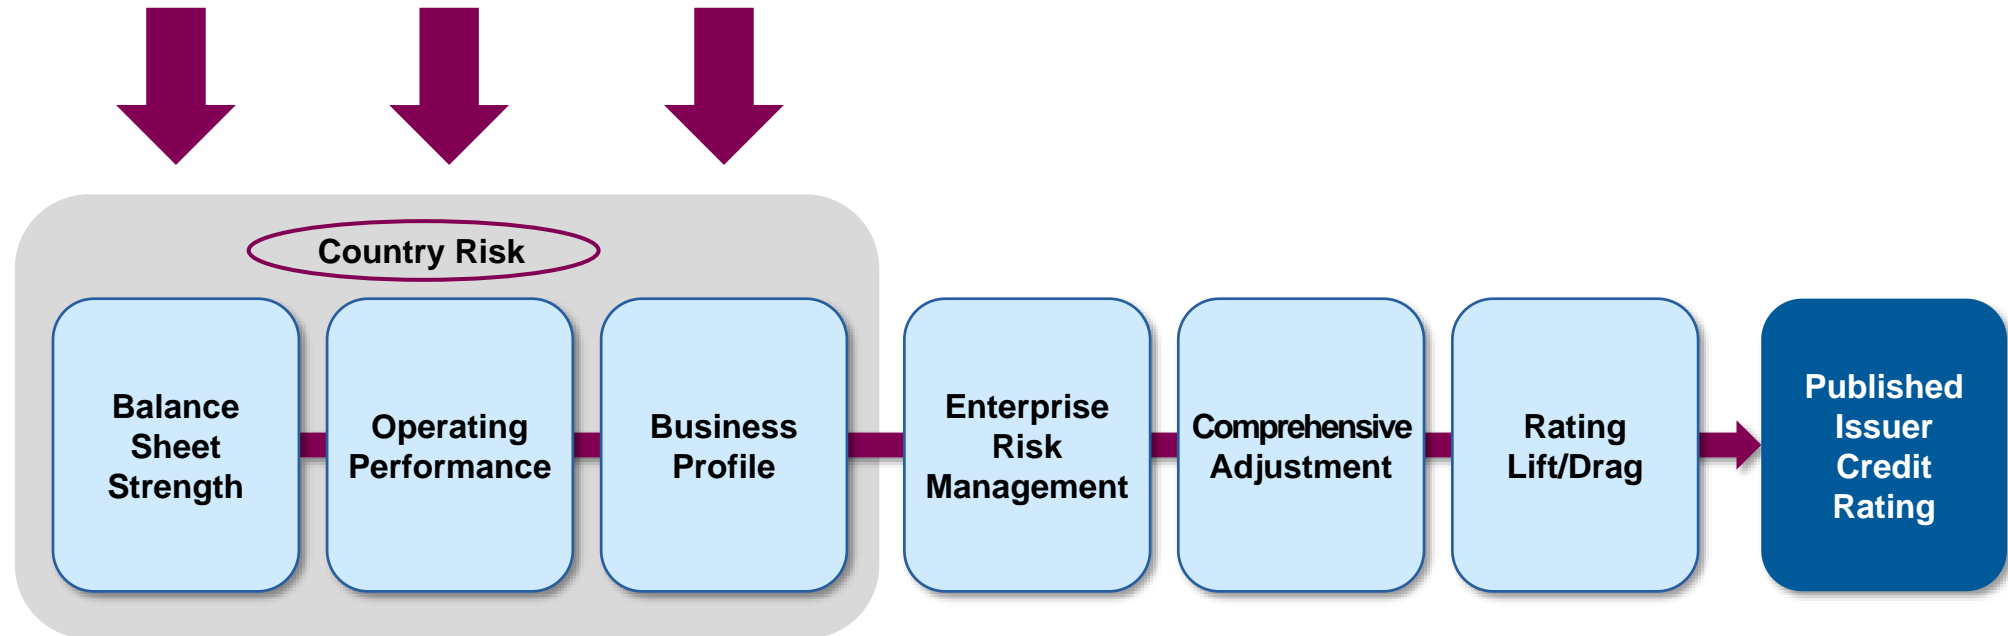 Country Risk
Balance
Sheet
Strength
Operating
Performance
Business
Profile
Enterprise
Risk
Management
Comprehensive
Adjustment
Rating
Lift/Drag
Published
Issuer
Credit
Rating